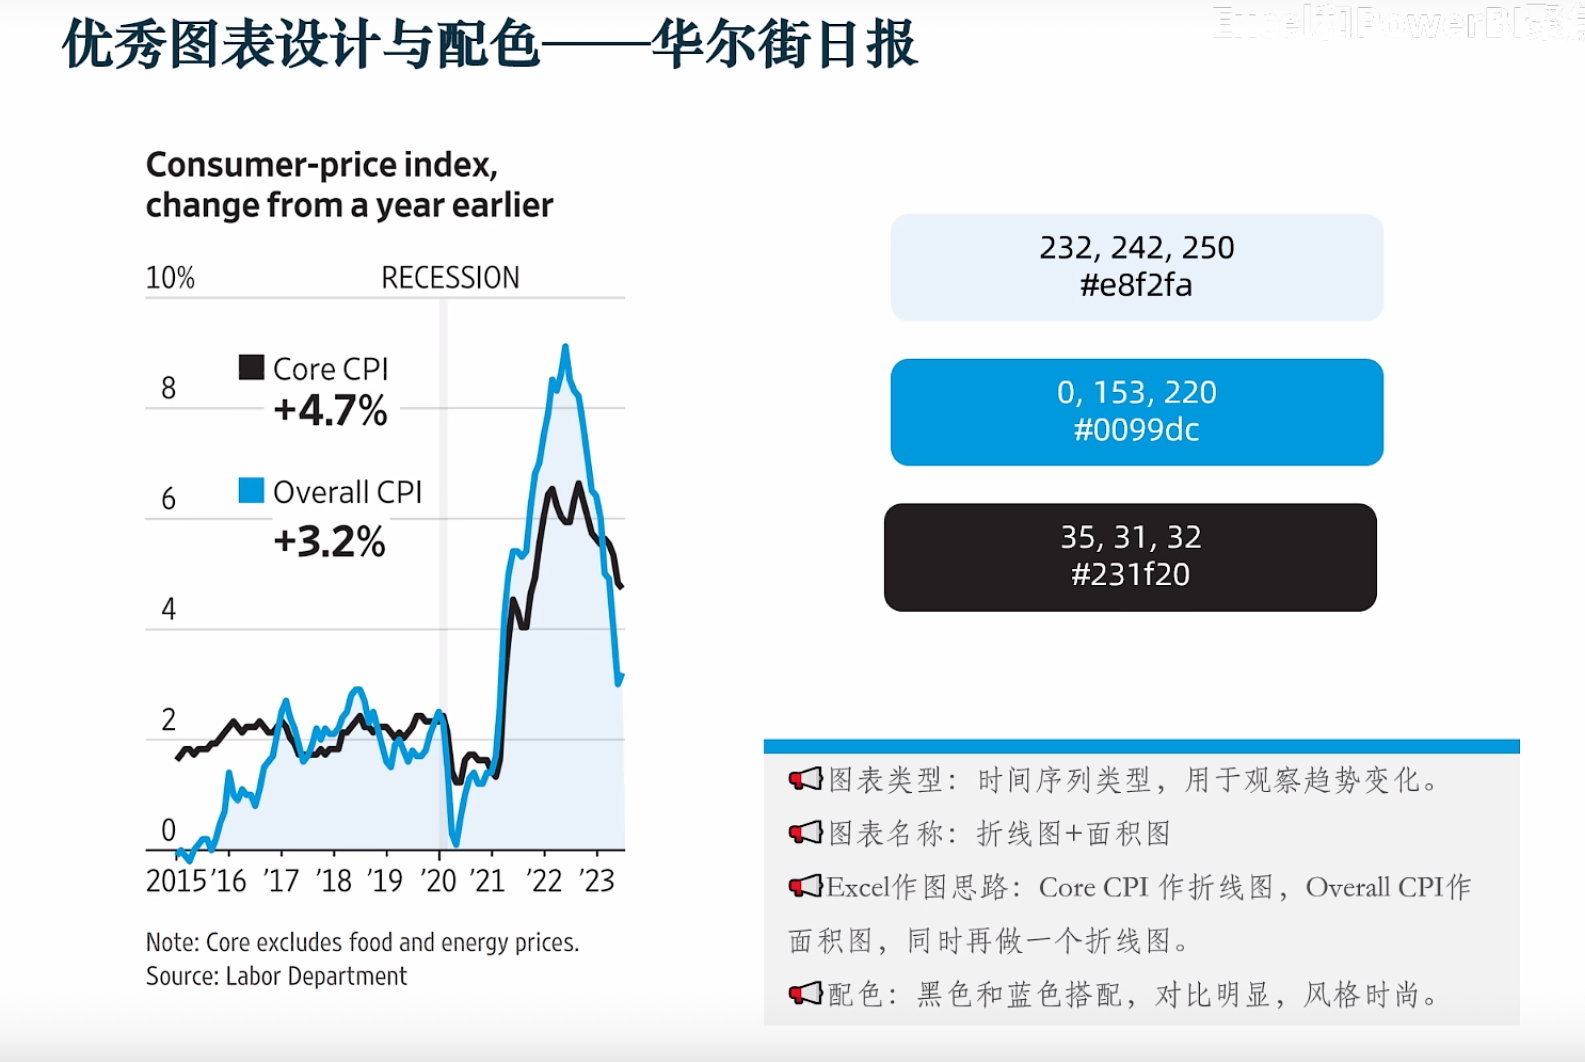 优秀图表设计与配色——华尔街日报
Excel和PowerBI聚焦
Consumer-price index,
change from a year earlier
10%
RECESSION
Core CPI
+4.7%
8
Overall CPI
+3.2%
6
4
2
0
2015 '16 '17 '18 '19 '20 '21 '22 '23
Note: Core excludes food and energy prices.
Source: Labor Department
232, 242, 250
#e8f2fa
0, 153, 220
#0099dc
35, 31, 32
#231f20
图表类型：时间序列类型，用于观察趋势变化。
图表名称：折线图+面积图
Excel作图思路：Core CPI 作折线图，Overall CPI作
面积图，同时再做一个折线图。
配色：黑色和蓝色搭配，对比明显，风格时尚。